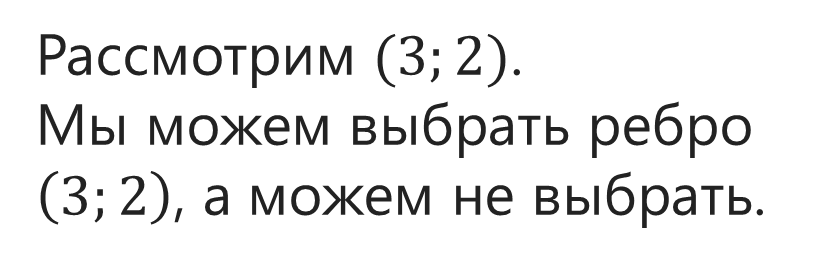 Рассмотрим (3; 2).
Мы можем выбрать ребро
(3; 2), а можем не выбрать.